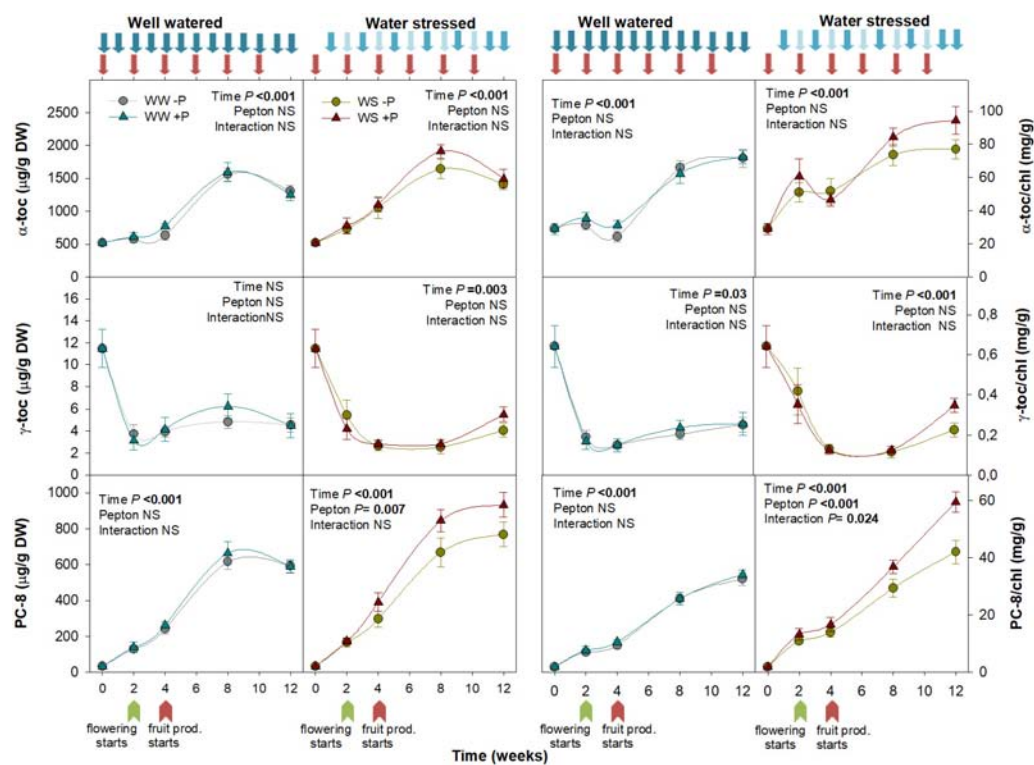 Well watered
Water stressed
Well watered
Water stressed
α-toc (µg/g DW)
2500
2000
1500
1000
500
0
WW -P
WW +P
Time P <0.001
Pepton NS
Interaction NS
WS -P
WS +P
Time P <0.001
Pepton NS
Interaction NS
Time P <0.001
Pepton NS
Interaction NS
Time P <0.001
Pepton NS
Interaction NS
100
80
60
40
20
0
α-toc/chl (mg/g)
γ-toc (µg/g DW)
16
14
12
10
8
6
4
2
0
Time NS
Pepton NS
InteractionNS
Time P =0.003
Pepton NS
Interaction NS
Time P =0.03
Pepton NS
Interaction NS
Time P <0.001
Pepton NS
Interaction NS
0,8
0,6
0,4
0,2
0,0
γ-toc/chl (mg/g)
PC-8 (µg/g DW)
1000
800
600
400
200
0
Time P <0.001
Pepton NS
Interaction NS
Time P <0.001
Pepton P= 0.007
Interaction NS
Time P <0.001
Pepton NS
Interaction NS
Time P <0.001
Pepton P <0.001
Interaction P= 0.024
60
40
20
0
PC-8/chl (mg/g)
0 2 4 6 8 10 12
0 2 4 6 8 10 12
0 2 4 6 8 10 12
0 2 4 6 8 10 12
flowering starts
fruit prod. starts
flowering starts
fruit prod. starts
flowering starts
fruit prod. starts
flowering starts
fruit prod. starts
Time (weeks)